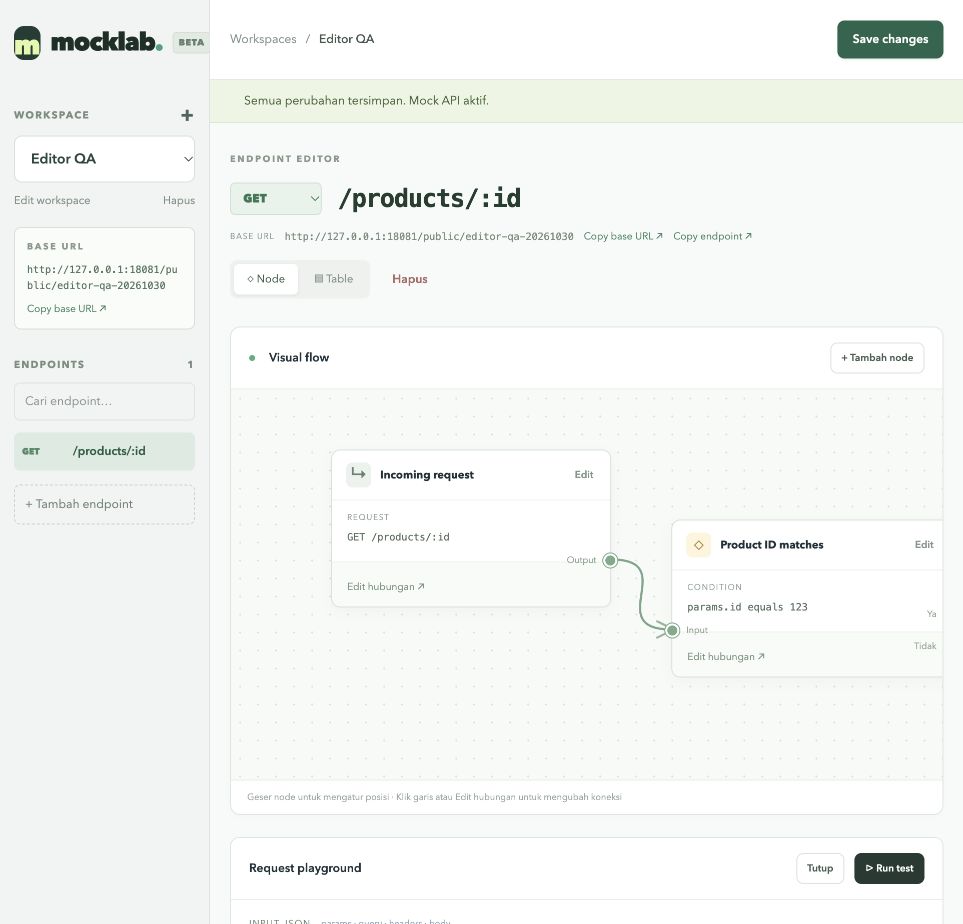 mocklab. BETA
WORKSPACE +
Editor QA
Edit workspace Hapus
BASE URL
http://127.0.0.1:18081/pu
blic/editor-qa-20261030
Copy base URL ↗
ENDPOINTS 1
Cari endpoint...
GET /products/:id
+ Tambah endpoint
Workspaces / Editor QA
Save changes
Semua perubahan tersimpan. Mock API aktif.
ENDPOINT EDITOR
GET /products/:id
BASE URL http://127.0.0.1:18081/public/editor-qa-20261030 Copy base URL ↗ Copy endpoint ↗
Node Table Hapus
Visual flow
+ Tambah node
Incoming request Edit
REQUEST
GET /products/:id
Output
Edit hubungan ↗
Product ID matches Edit
CONDITION
params.id equals 123
Ya
Input
Tidak
Edit hubungan ↗
Geser node untuk mengatur posisi · Klik garis atau Edit hubungan untuk mengubah koneksi
Request playground
Tutup
Run test
INPUT JSON params · query · headers · body